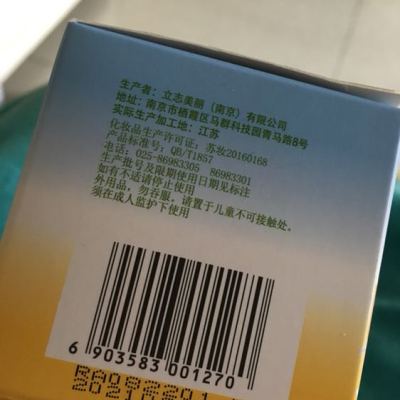 生产者：立志美丽（南京）有限公司
地址：南京市栖霞区马群科技园青马路8号
实际生产加工地：江苏
化妆品生产许可证：苏妆20160168
产品标准号：QB/T1857
电话：025-86983305 86983301
生产批号及限期使用日期见标注
如有不适请停止使用
外用品，勿吞服，请置于儿童不可接触处。
须在成人监护下使用
6 903583 001270